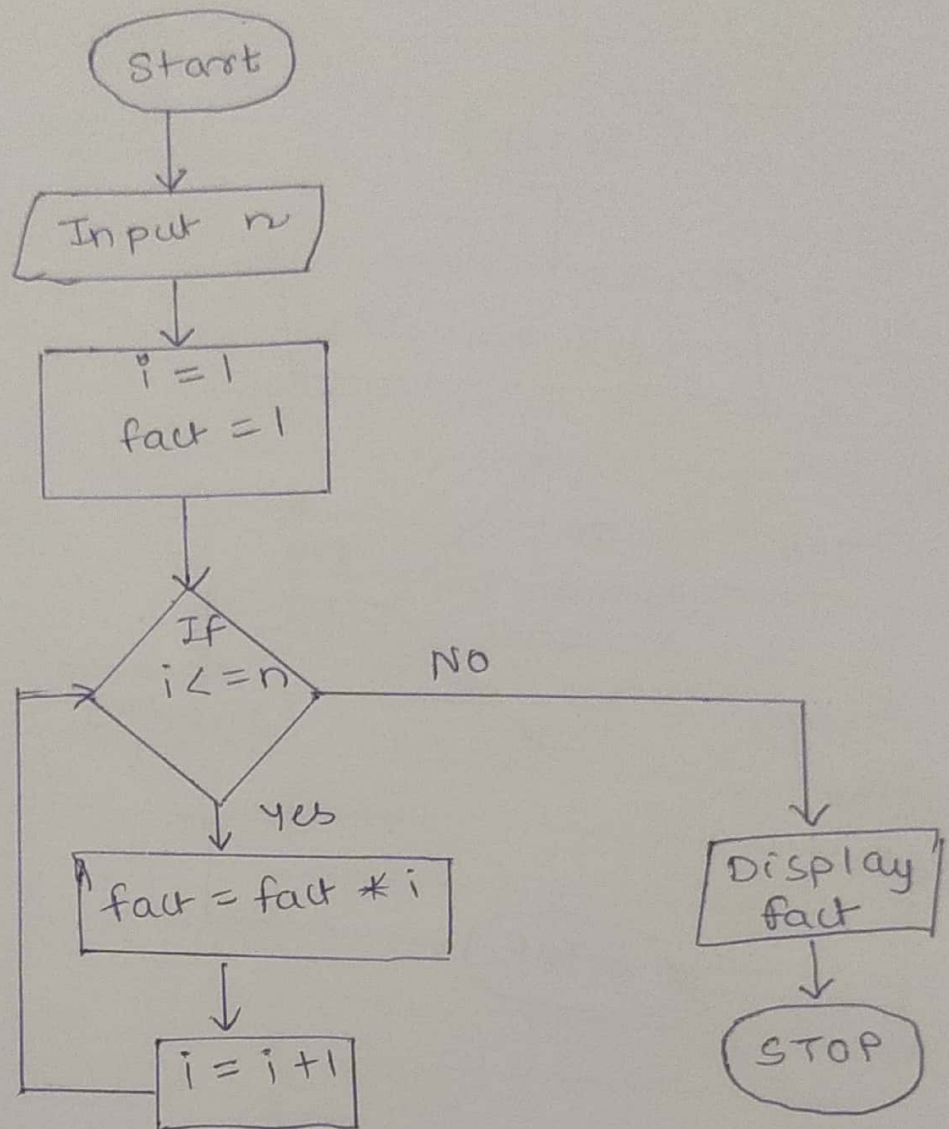 Start
Input n
i = 1
fact = 1
If
i <= n
NO
yes
fact = fact * i
i = i + 1
Display
fact
STOP